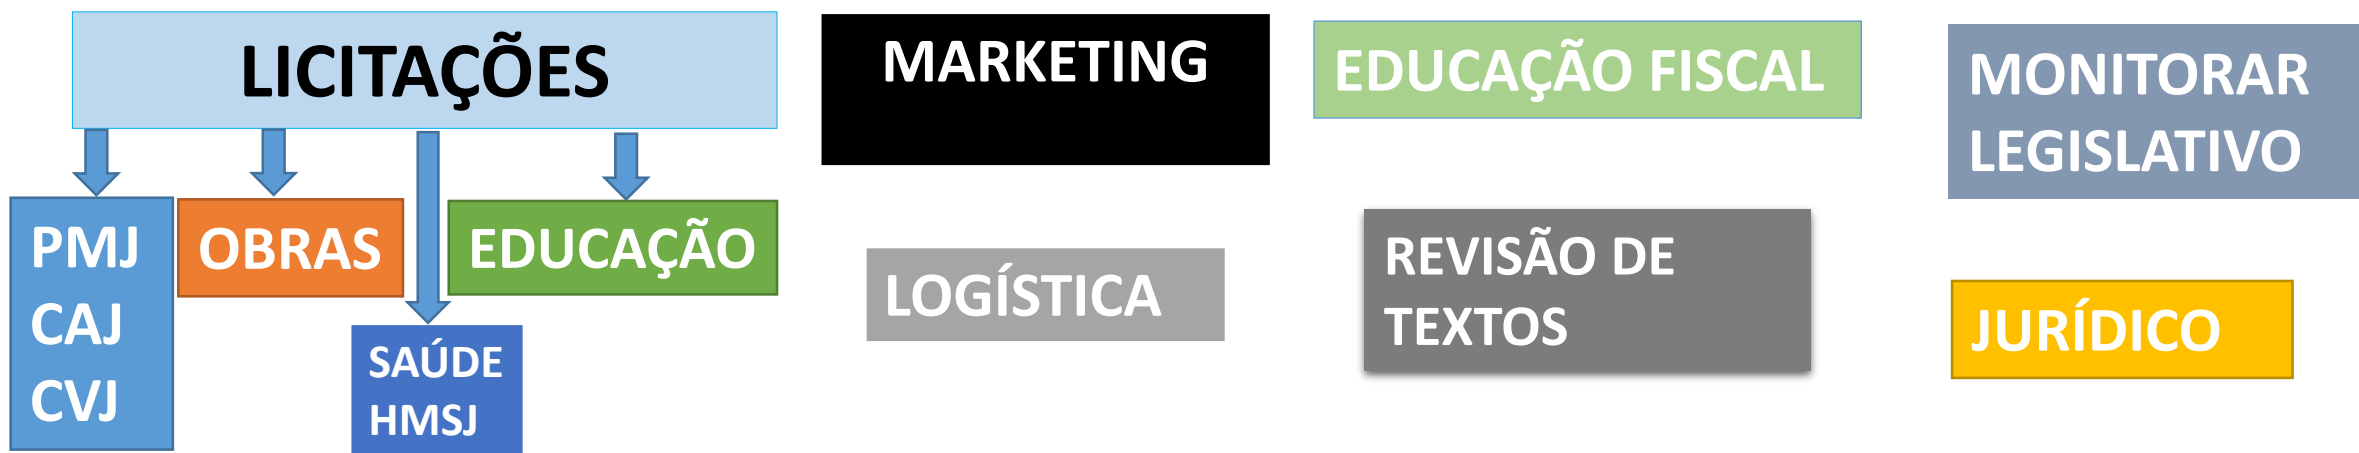 LICITAÇÕES
PMJ
CAJ
CVJ
OBRAS
SAÚDE
HMSJ
EDUCAÇÃO
MARKETING
LOGÍSTICA
EDUCAÇÃO FISCAL
REVISÃO DE
TEXTOS
MONITORAR
LEGISLATIVO
JURÍDICO